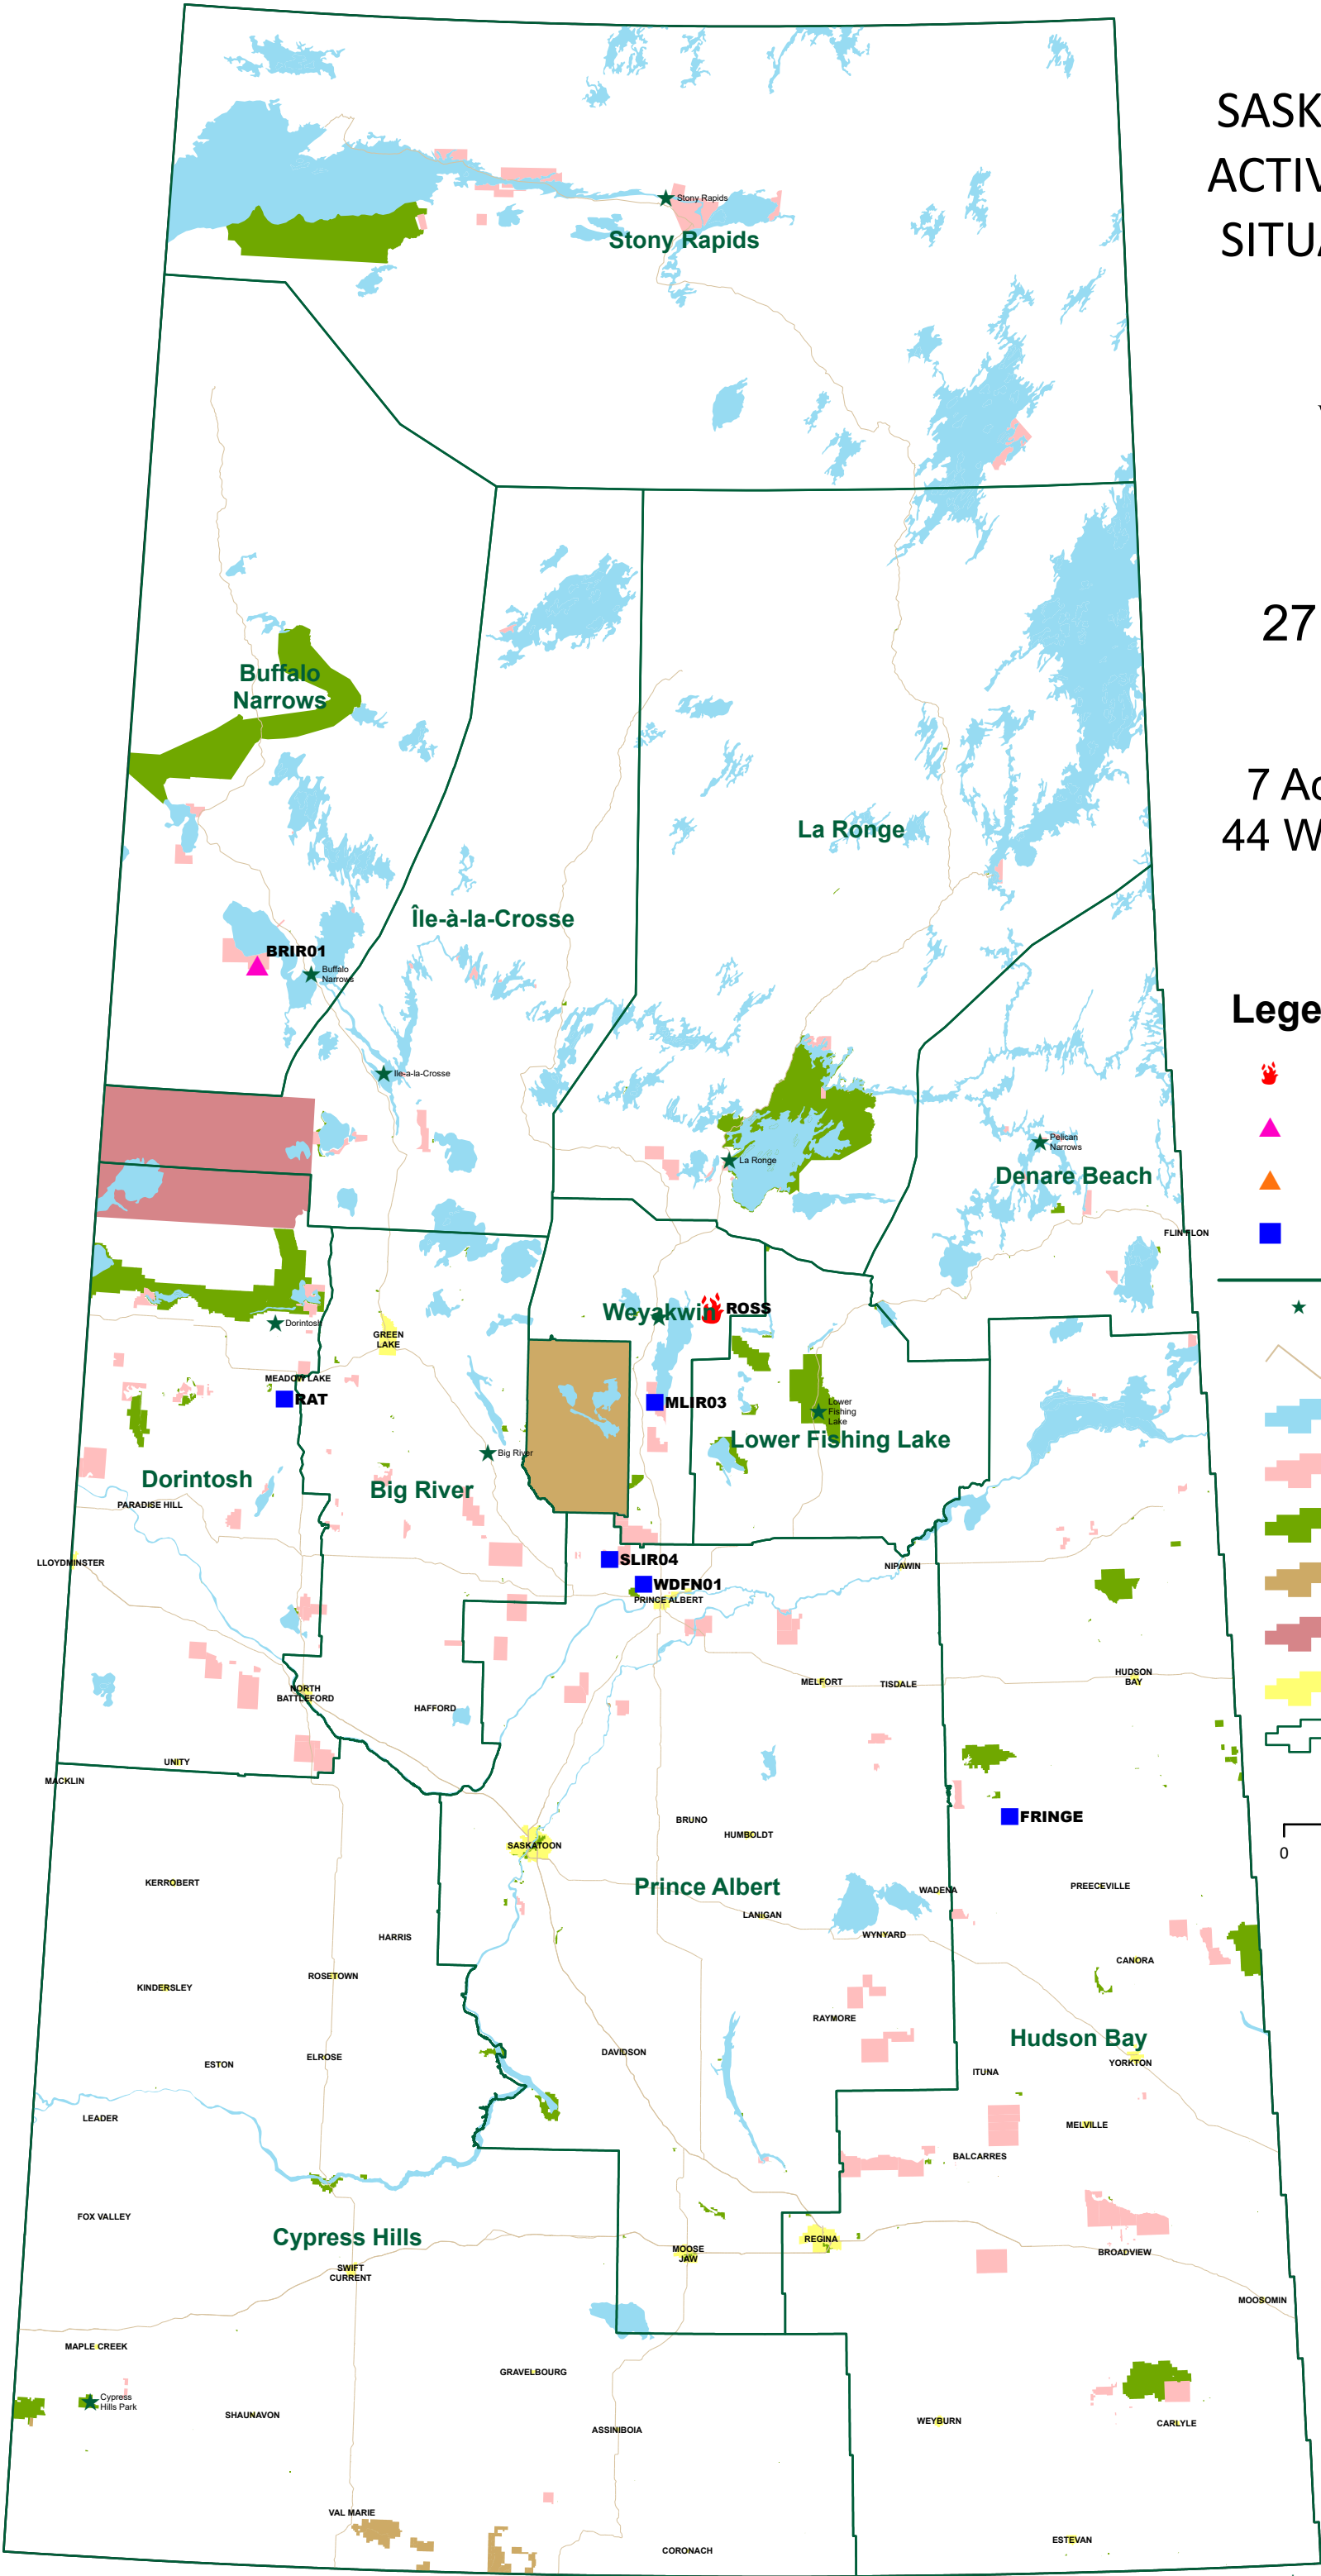 SASK
ACTIV
SITUA
27
7 Ac
44 W
Lege
0
Stony Rapids
Stony Rapids
Buffalo
Narrows
La Ronge
Île-à-la-Crosse
BRIR01
Buffalo
Narrows
Ile-a-la-Crosse
Pelican
Narrows
La Ronge
Denare Beach
FLIN FLON
Weyakwin
ROSS
Dorintosh
GREEN
LAKE
MEADOW LAKE
RAT
MLIR03
Lower
Fishing
Lake
Lower Fishing Lake
Big River
Dorintosh
Big River
PARADISE HILL
LLOYDMINSTER
SLIR04
NIPAWIN
WDFN01
PRINCE ALBERT
HUDSON
BAY
MELFORT
TISDALE
NORTH
BATTLEFORD
HAFFORD
UNITY
MACKLIN
FRINGE
BRUNO
HUMBOLDT
SASKATOON
KERROBERT
Prince Albert
PREECEVILLE
WADENA
LANIGAN
WYNYARD
HARRIS
CANORA
ROSETOWN
KINDERSLEY
RAYMORE
Hudson Bay
DAVIDSON
ELROSE
YORKTON
ESTON
ITUNA
LEADER
MELVILLE
BALCARRES
FOX VALLEY
Cypress Hills
REGINA
MOOSE
JAW
BROADVIEW
SWIFT
CURRENT
MOOSOMIN
MAPLE CREEK
GRAVELBOURG
Cypress
Hills Park
SHAUNAVON
WEYBURN
CARLYLE
ASSINIBOIA
VAL MARIE
ESTEVAN
CORONACH